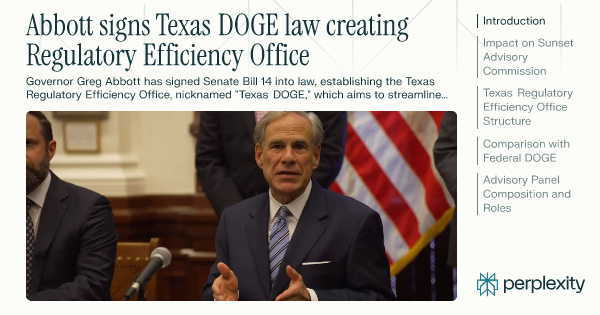 Abbott signs Texas DOGE law creating
Regulatory Efficiency Office
Governor Greg Abbott has signed Senate Bill 14 into law, establishing the Texas
Regulatory Efficiency Office, nicknamed "Texas DOGE," which aims to streamline...
Introduction
Impact on Sunset
Advisory
Commission
Texas Regulatory
Efficiency Office
Structure
Comparison with
Federal DOGE
Advisory Panel
Composition and
Roles
perplexity